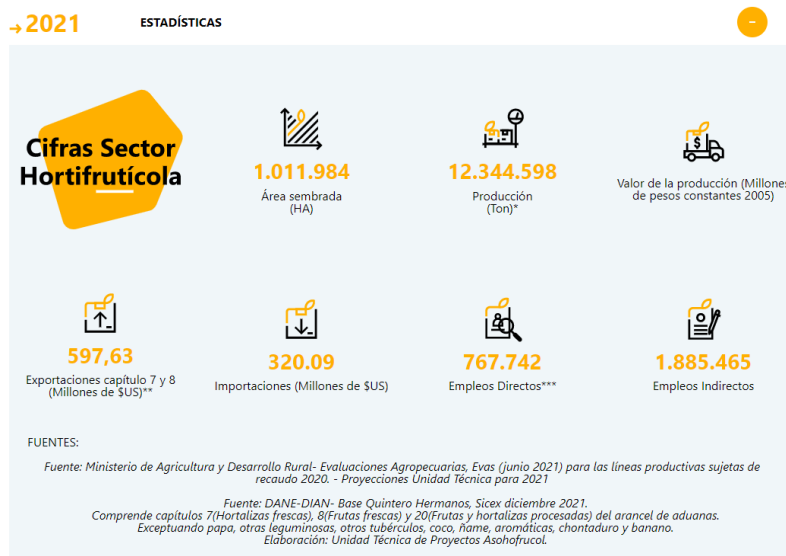 2021
ESTADÍSTICAS
Cifras Sector
Hortifrutícola
1.011.984
Área sembrada
(HA)
12.344.598
Producción
(Ton)*
Valor de la producción (Millones
de pesos constantes 2005)
597,63
Exportaciones capítulo 7 y 8
(Millones de $US)**
320.09
Importaciones (Millones de $US)
767.742
Empleos Directos***
1.885.465
Empleos Indirectos
FUENTES:
Fuente: Ministerio de Agricultura y Desarrollo Rural- Evaluaciones Agropecuarias, Evas (junio 2021) para las líneas productivas sujetas de
recaudo 2020. - Proyecciones Unidad Técnica para 2021
Fuente: DANE-DIAN- Base Quintero Hermanos, Sicex diciembre 2021.
Comprende capítulos 7(Hortalizas frescas), 8(Frutas frescas) y 20(Frutas y hortalizas procesadas) del arancel de aduanas.
Exceptuando papa, otras leguminosas, otros tubérculos, coco, ñame, aromáticas, chontaduro y banano.
Elaboración: Unidad Técnica de Proyectos Asohofrucol.